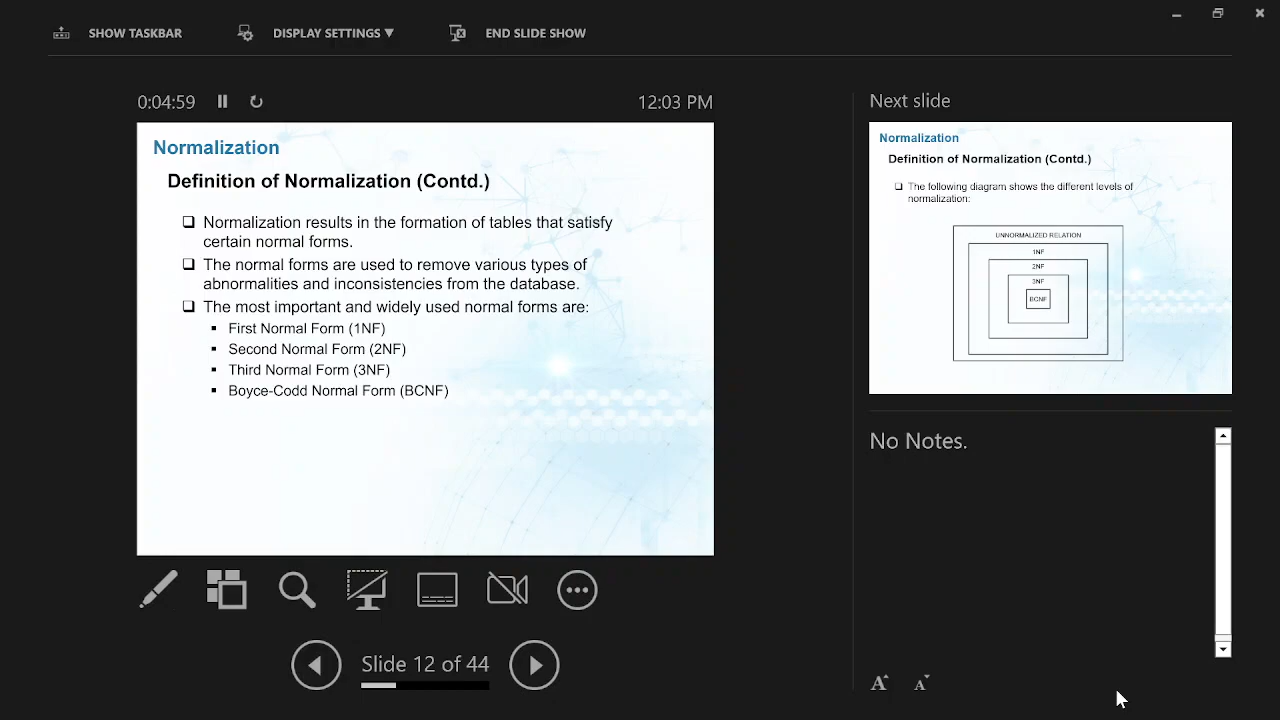 SHOW TASKBAR
DISPLAY SETTINGS ▼
END SLIDE SHOW
0:04:59
12:03 PM
Normalization
Definition of Normalization (Contd.)
❑ Normalization results in the formation of tables that satisfy
certain normal forms.
❑ The normal forms are used to remove various types of
abnormalities and inconsistencies from the database.
❑ The most important and widely used normal forms are:
▪ First Normal Form (1NF)
▪ Second Normal Form (2NF)
▪ Third Normal Form (3NF)
▪ Boyce-Codd Normal Form (BCNF)
Slide 12 of 44
Next slide
Normalization
Definition of Normalization (Contd.)
❑ The following diagram shows the different levels of
normalization:
UNNORMALIZED RELATION
1NF
2NF
3NF
BCNF
No Notes.
A
A